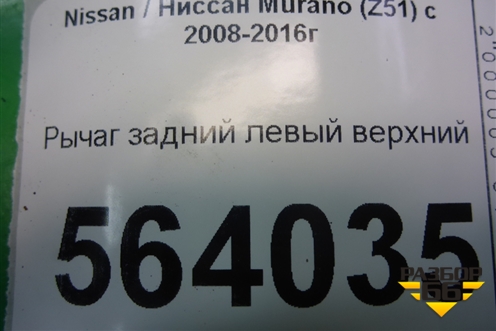 Nissan / Ниссан Murano (Z51) с
2008-2016г
Рычаг задний левый верхний
564035
РАЗБОР
66